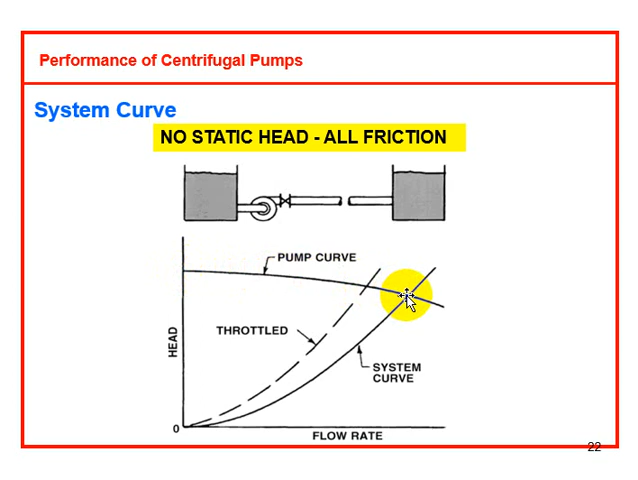 Performance of Centrifugal Pumps
System Curve
NO STATIC HEAD - ALL FRICTION
PUMP CURVE
THROTTLED
HEAD
SYSTEM
CURVE
0
FLOW RATE
22